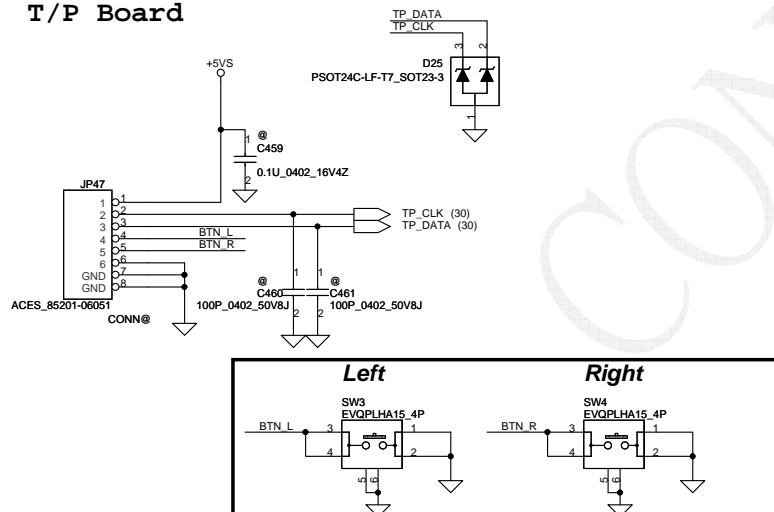 T/P Board
TP_DATA
TP_CLK
3
2
D25
PSOT24C-LF-T7_SOT23-3
1
+5VS
1
@
C459
0.1U_0402_16V4Z
2
JP47
1 1
2 2
3 3
4 4
5 5
6 6
GND 7
GND 8
ACES_85201-06051
CONN@
BTN_L
BTN_R
TP_CLK (30)
TP_DATA (30)
1
@
C460
100P_0402_50V8J
2
1
@
C461
100P_0402_50V8J
2
Left
SW3
EVQPLHA15_4P
BTN_L
3
1
4
2
5
6
Right
SW4
EVQPLHA15_4P
BTN_R
3
1
4
2
5
6
CON